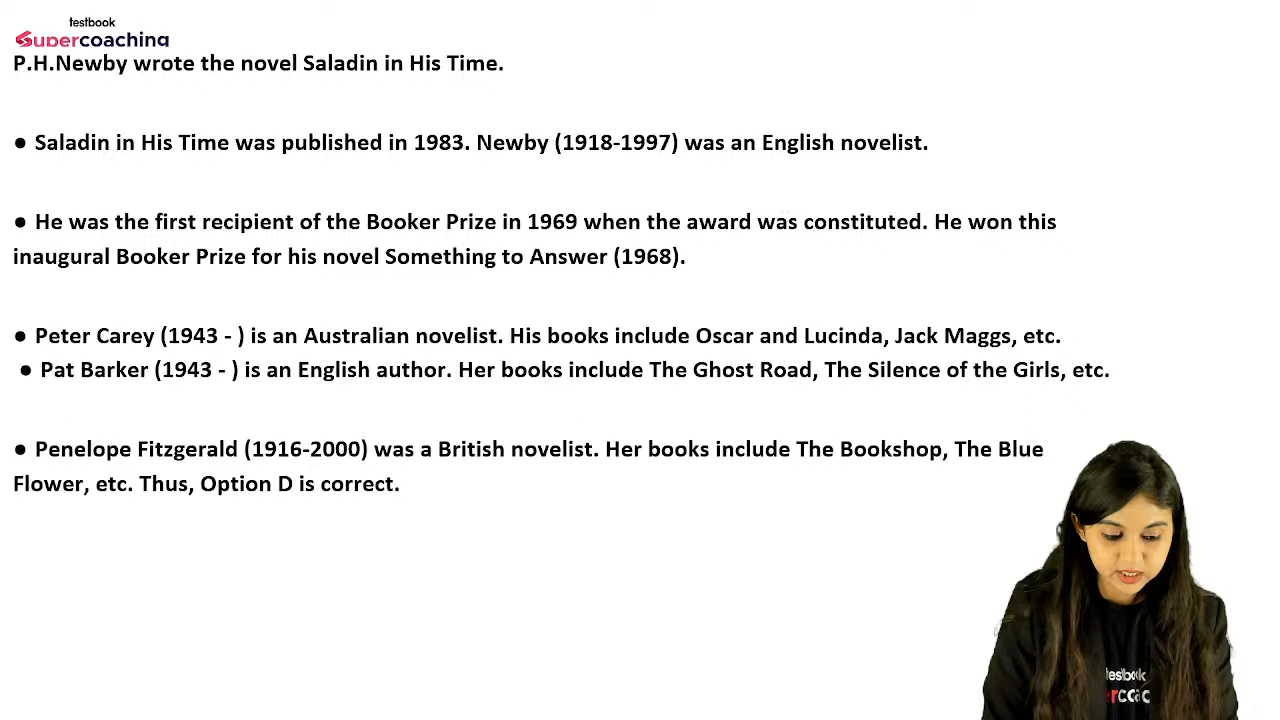 testbook
Supercoaching
P.H.Newby wrote the novel Saladin in His Time.
● Saladin in His Time was published in 1983. Newby (1918-1997) was an English novelist.
● He was the first recipient of the Booker Prize in 1969 when the award was constituted. He won this
inaugural Booker Prize for his novel Something to Answer (1968).
● Peter Carey (1943 - ) is an Australian novelist. His books include Oscar and Lucinda, Jack Maggs, etc.
● Pat Barker (1943 - ) is an English author. Her books include The Ghost Road, The Silence of the Girls, etc.
● Penelope Fitzgerald (1916-2000) was a British novelist. Her books include The Bookshop, The Blue
Flower, etc. Thus, Option D is correct.
testbook
rcoac